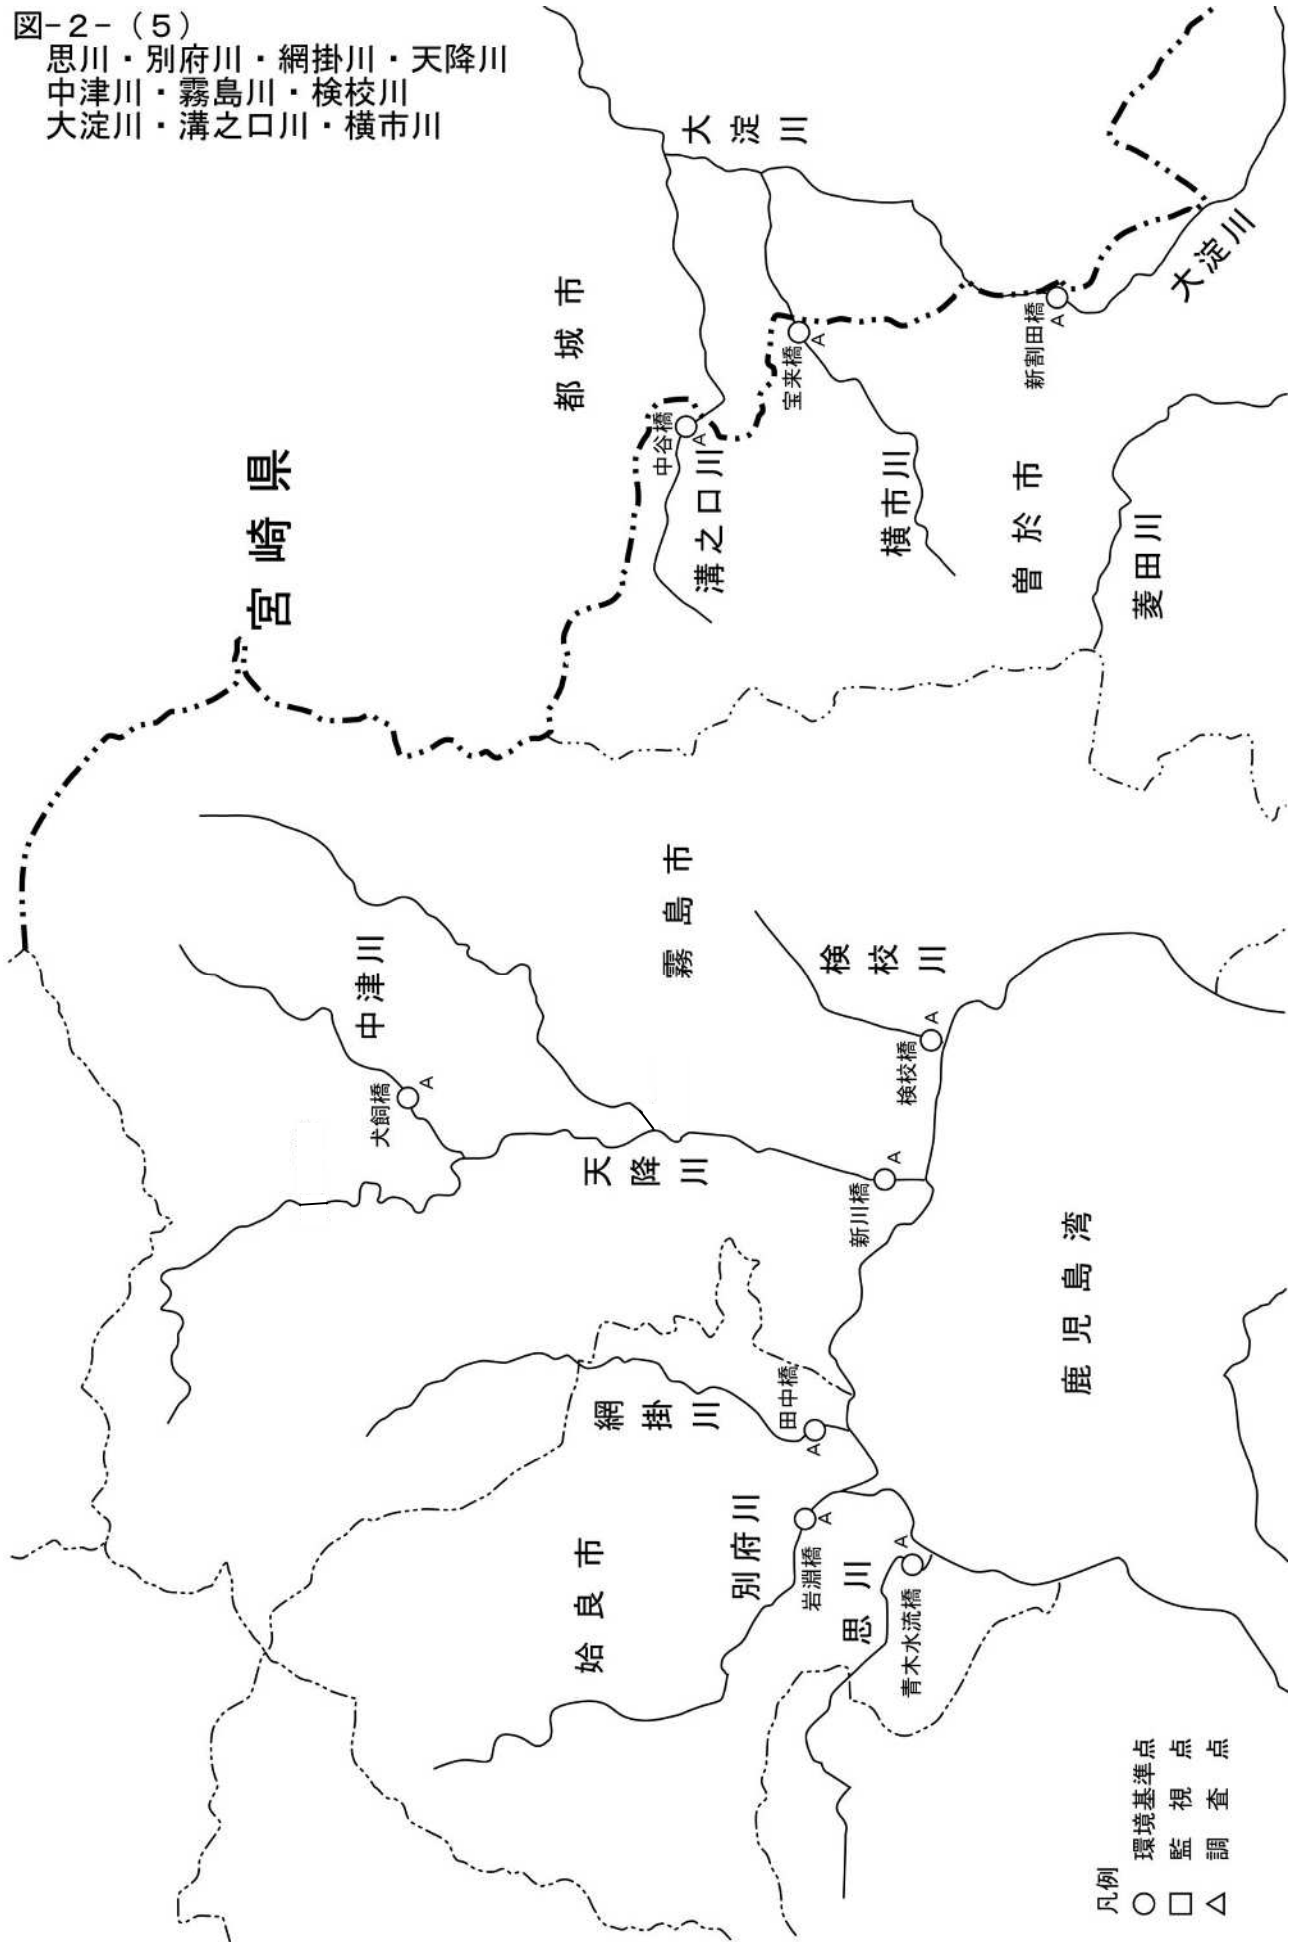 図-2-(5)
思川・別府川・網掛川・天降川
中津川・霧島川・検校川
大淀川・溝之口川・横市川
宮崎県
都城市
大淀川
大淀川
新割田橋
A
宝来橋
A
中谷橋
A
溝之口川
横市川
曽於市
菱田川
霧島市
中津川
犬飼橋
A
検校川
検校橋
A
天降川
新川橋
A
鹿児島湾
網掛川
田中橋
A
姶良市
別府川
岩淵橋
A
思川
青木水流橋
A
凡例
○ 環境基準点
□ 監視点
△ 調査点